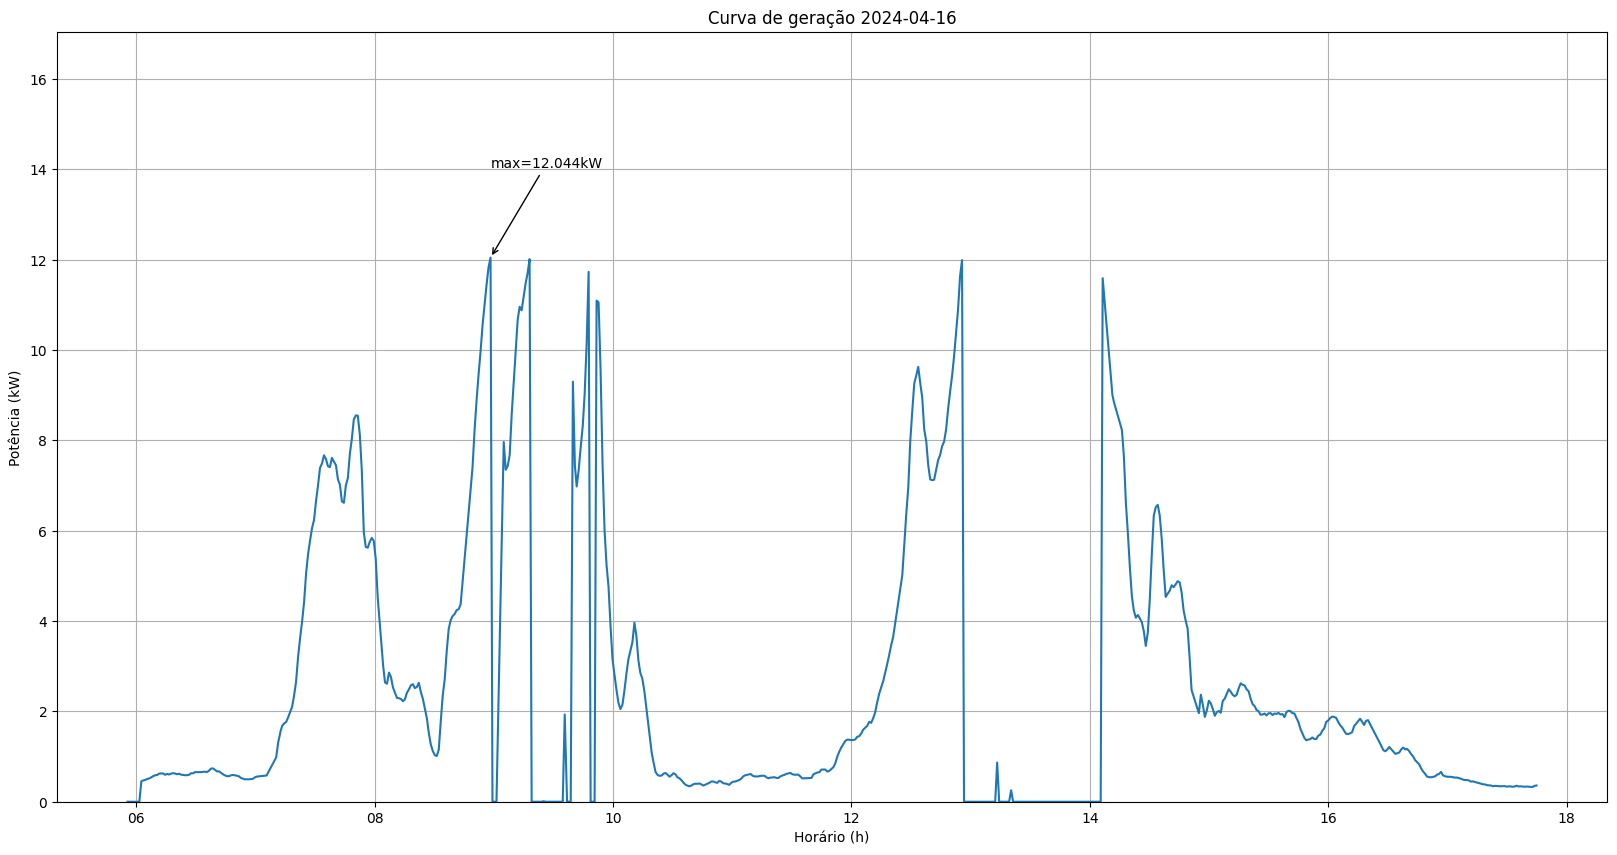 Curva de geração 2024-04-16
16
max=12.044kW
14
12
10
8
6
4
2
0
Potência (kW)
06 08 10 12 14 16 18
Horário (h)